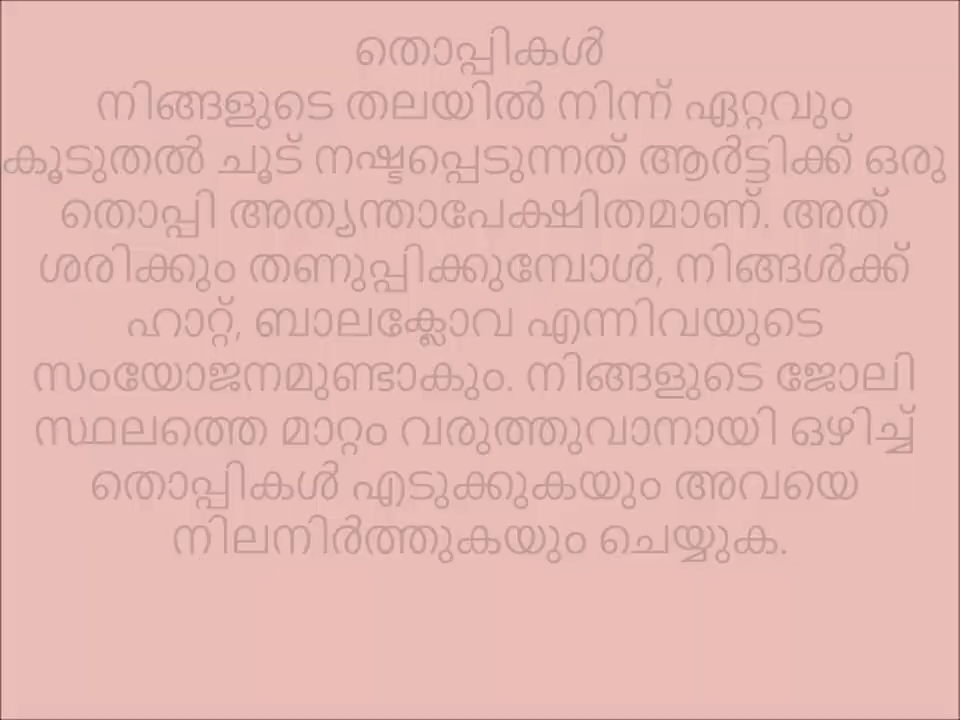 തൊപ്പികൾ
നിങ്ങളുടെ തലയിൽ നിന്ന് ഏറ്റവും
കൂടുതൽ ചൂട് നഷ്ടപ്പെടുന്നത് ആർട്ടിക്ക് ഒരു
തൊപ്പി അത്യന്താപേക്ഷിതമാണ്. അത്
ശരിക്കും തണുപ്പിക്കുമ്പോൾ, നിങ്ങൾക്ക്
ഹാറ്റ്, ബാലക്ലോവ എന്നിവയുടെ
സംയോജനമുണ്ടാകും. നിങ്ങളുടെ ജോലി
സ്ഥലത്തെ മാറ്റം വരുത്തുവാനായി ഒഴിച്ച്
തൊപ്പികൾ എടുക്കുകയും അവയെ
നിലനിർത്തുകയും ചെയ്യുക.